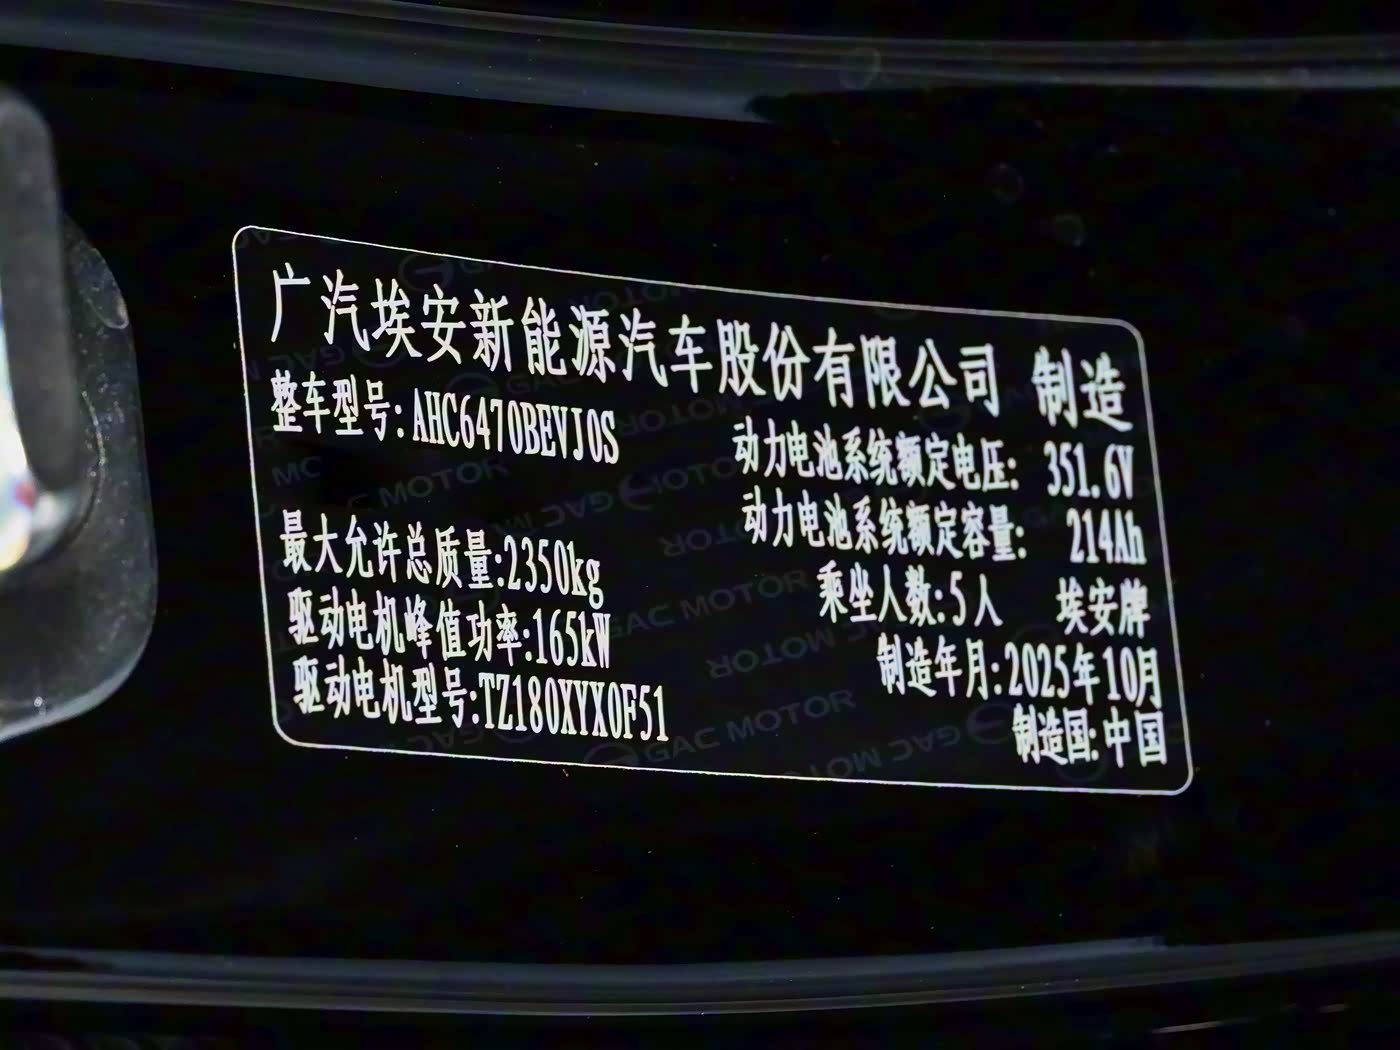 广汽埃安新能源汽车股份有限公司 制造
整车型号: AHC6470BEVJ0S
动力电池系统额定电压: 351.6V
动力电池系统额定容量: 214Ah
最大允许总质量:2350kg
乘坐人数:5人 埃安牌
驱动电机峰值功率:165kW
制造年月:2025年10月
驱动电机型号:TZ180XYX0F51
制造国:中国
GAC MOTOR